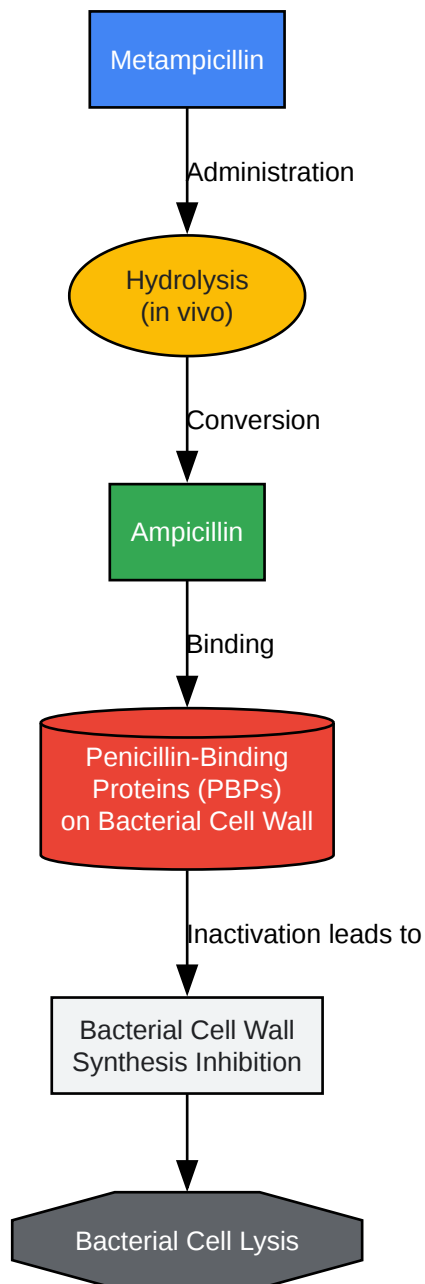 Metampicillin
Administration
Hydrolysis
(in vivo)
Conversion
Ampicillin
Binding
Penicillin-Binding
Proteins (PBPs)
on Bacterial Cell Wall
Inactivation leads to
Bacterial Cell Wall
Synthesis Inhibition
Bacterial Cell Lysis